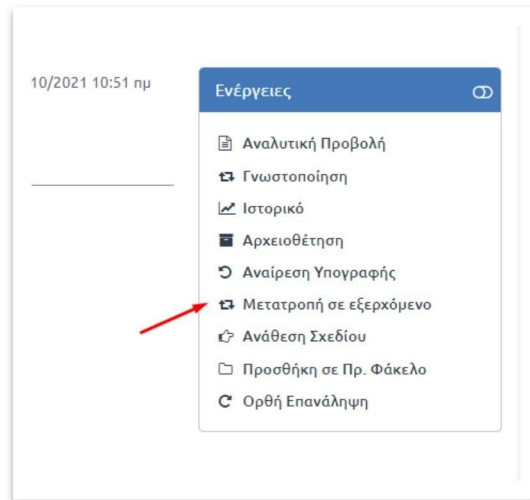 10/2021 10:51 πμ
Ενέργειες
Αναλυτική Προβολή
Γνωστοποίηση
Ιστορικό
Αρχειοθέτηση
Αναίρεση Υπογραφής
Μετατροπή σε εξερχόμενο
Ανάθεση Σχεδίου
Προσθήκη σε Πρ. Φάκελο
Ορθή Επανάληψη